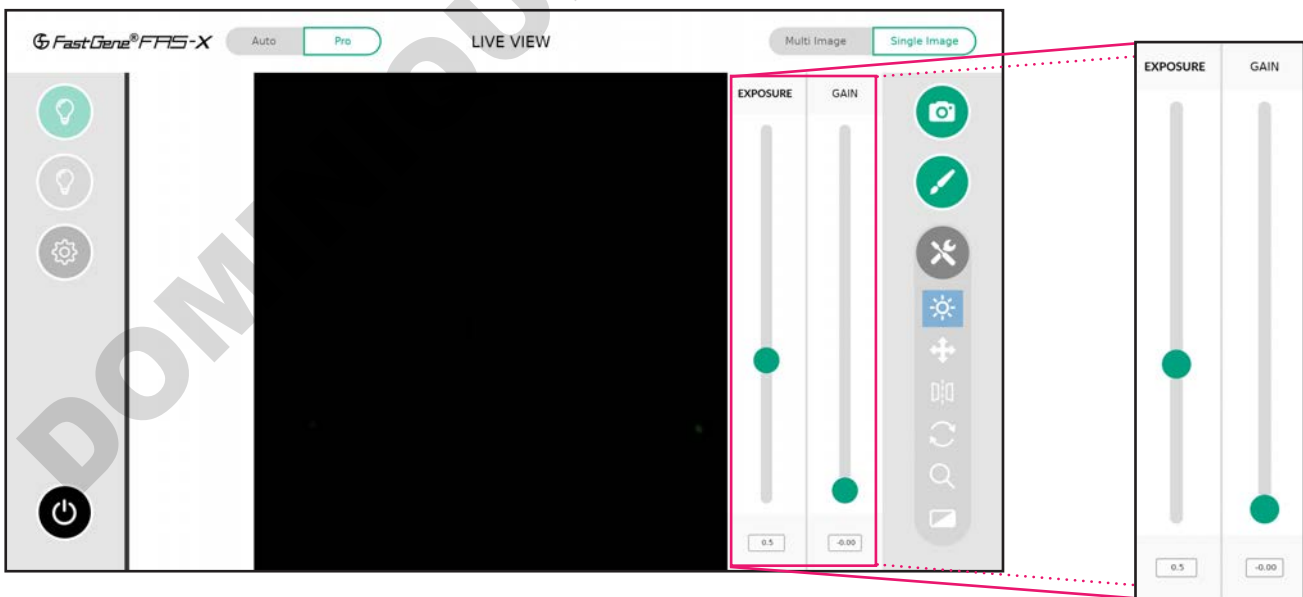 FastGene® FAS-X
Auto
Pro
LIVE VIEW
Multi Image
Single Image
EXPOSURE
GAIN
0.5
-0.00
EXPOSURE
GAIN
0.5
-0.00